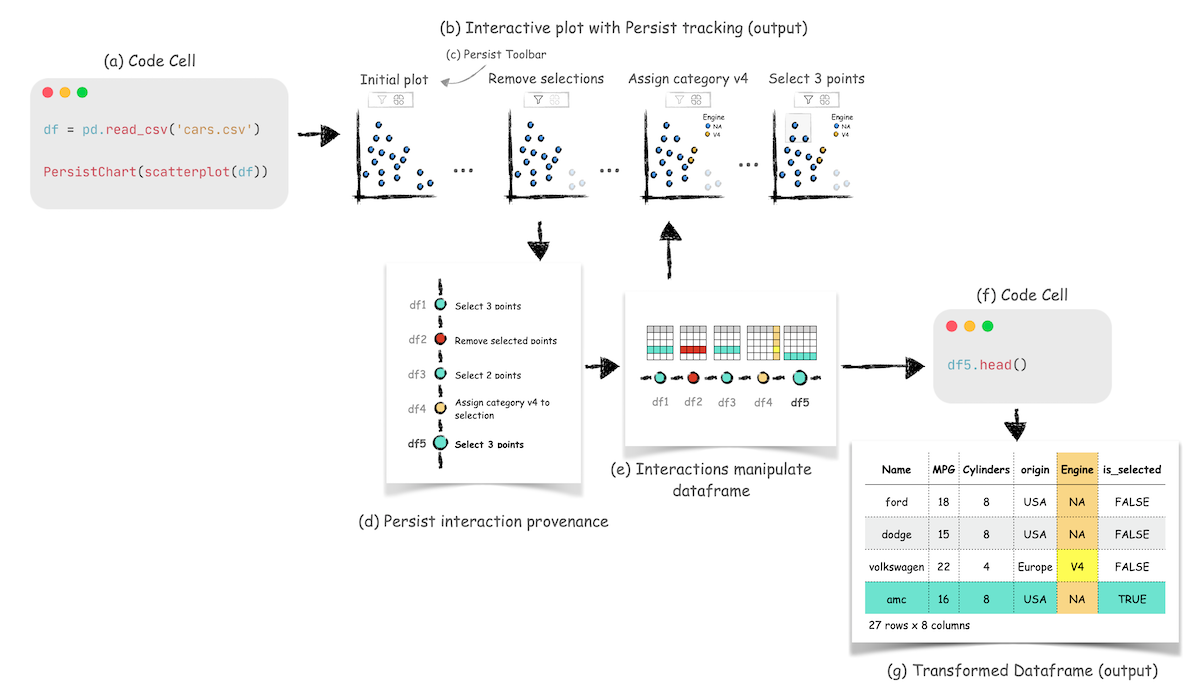 (b) Interactive plot with Persist tracking (output)
(c) Persist Toolbar
(a) Code Cell
df = pd.read_csv('cars.csv')
PersistChart(scatterplot(df))
Initial plot
Remove selections
Assign category v4
Select 3 points
...
...
...
Engine
NA
V4
Engine
NA
V4
df1 Select 3 points
df2 Remove selected points
df3 Select 2 points
df4 Assign category v4 to
selection
df5 Select 3 points
(d) Persist interaction provenance
df1 df2 df3 df4 df5
(e) Interactions manipulate
dataframe
(f) Code Cell
df5.head()
Name MPG Cylinders origin Engine is_selected
ford 18 8 USA NA FALSE
dodge 15 8 USA NA FALSE
volkswagen 22 4 Europe V4 FALSE
amc 16 8 USA NA TRUE
27 rows x 8 columns
(g) Transformed Dataframe (output)